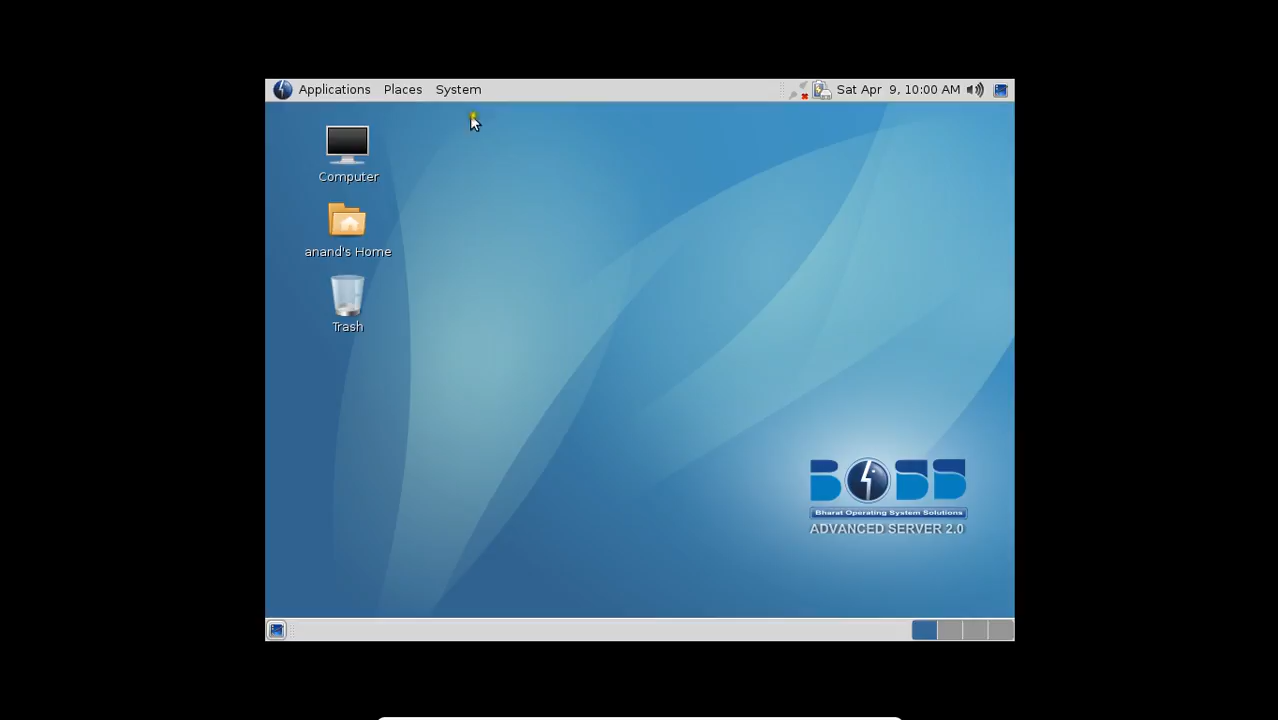 Applications Places System Sat Apr 9, 10:00 AM
Computer
anand's Home
Trash
BOSS
Bharat Operating System Solutions
ADVANCED SERVER 2.0